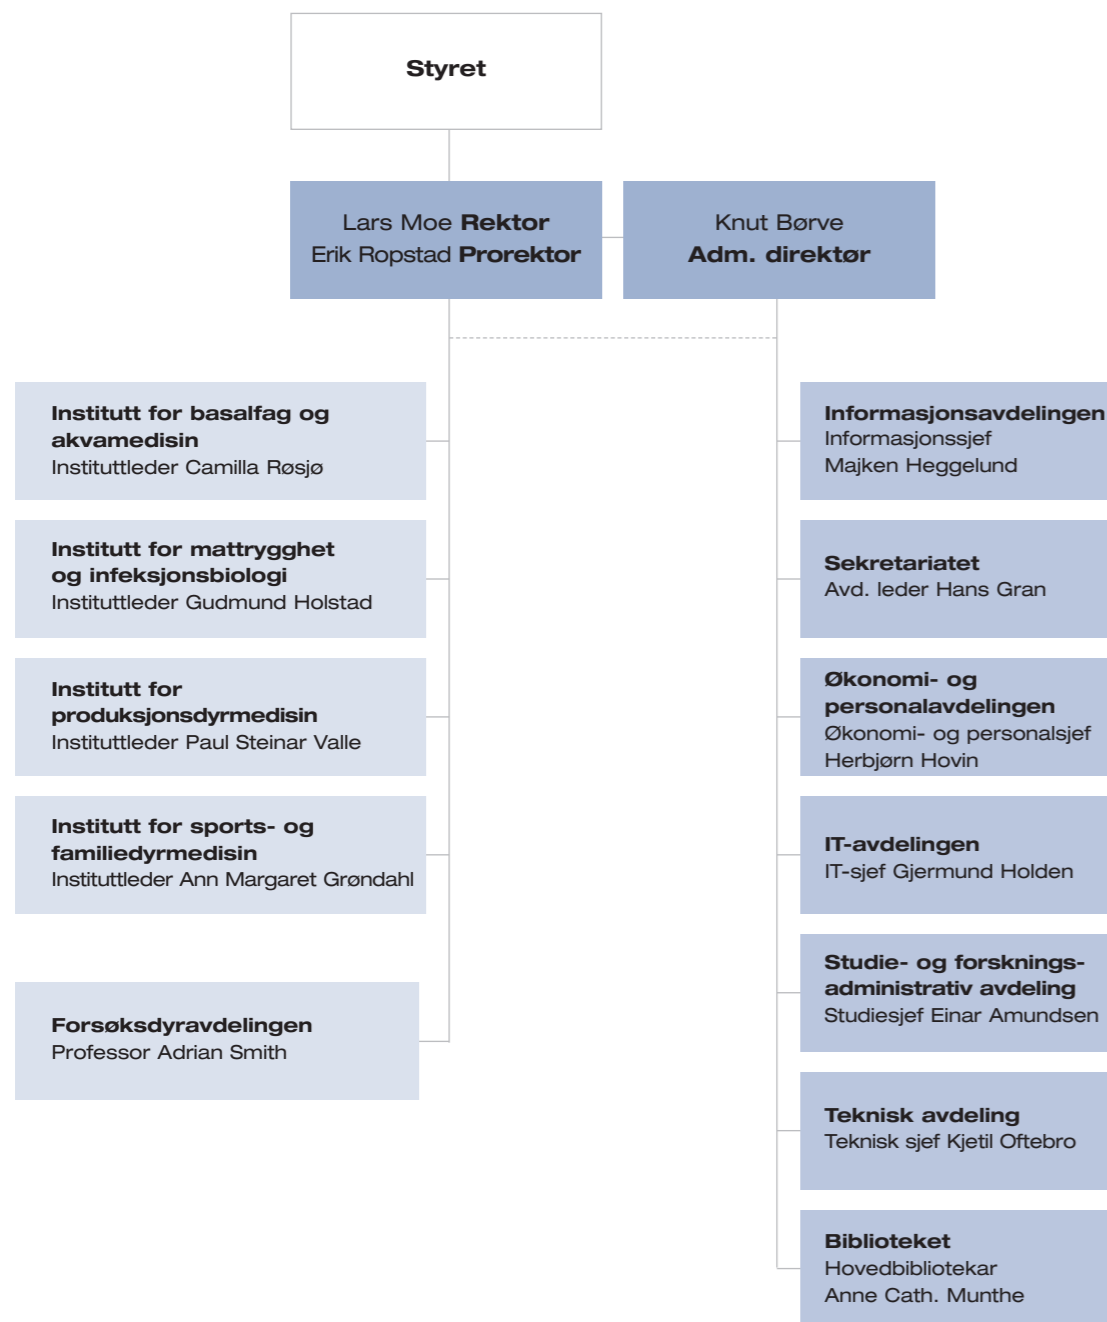 Styret
Lars Moe Rektor
Erik Ropstad Prorektor
Knut Børve
Adm. direktør
Institutt for basalfag og
akvamedisin
Instituttleder Camilla Røsjø
Institutt for mattrygghet
og infeksjonsbiologi
Instituttleder Gudmund Holstad
Institutt for
produksjonsdyrmedisin
Instituttleder Paul Steinar Valle
Institutt for sports- og
familiedyrmedisin
Instituttleder Ann Margaret Grøndahl
Forsøksdyravdelingen
Professor Adrian Smith
Informasjonsavdelingen
Informasjonssjef
Majken Heggelund
Sekretariatet
Avd. leder Hans Gran
Økonomi- og
personalavdelingen
Økonomi- og personalsjef
Herbjørn Hovin
IT-avdelingen
IT-sjef Gjermund Holden
Studie- og forsknings-
administrativ avdeling
Studiesjef Einar Amundsen
Teknisk avdeling
Teknisk sjef Kjetil Oftebro
Biblioteket
Hovedbibliotekar
Anne Cath. Munthe